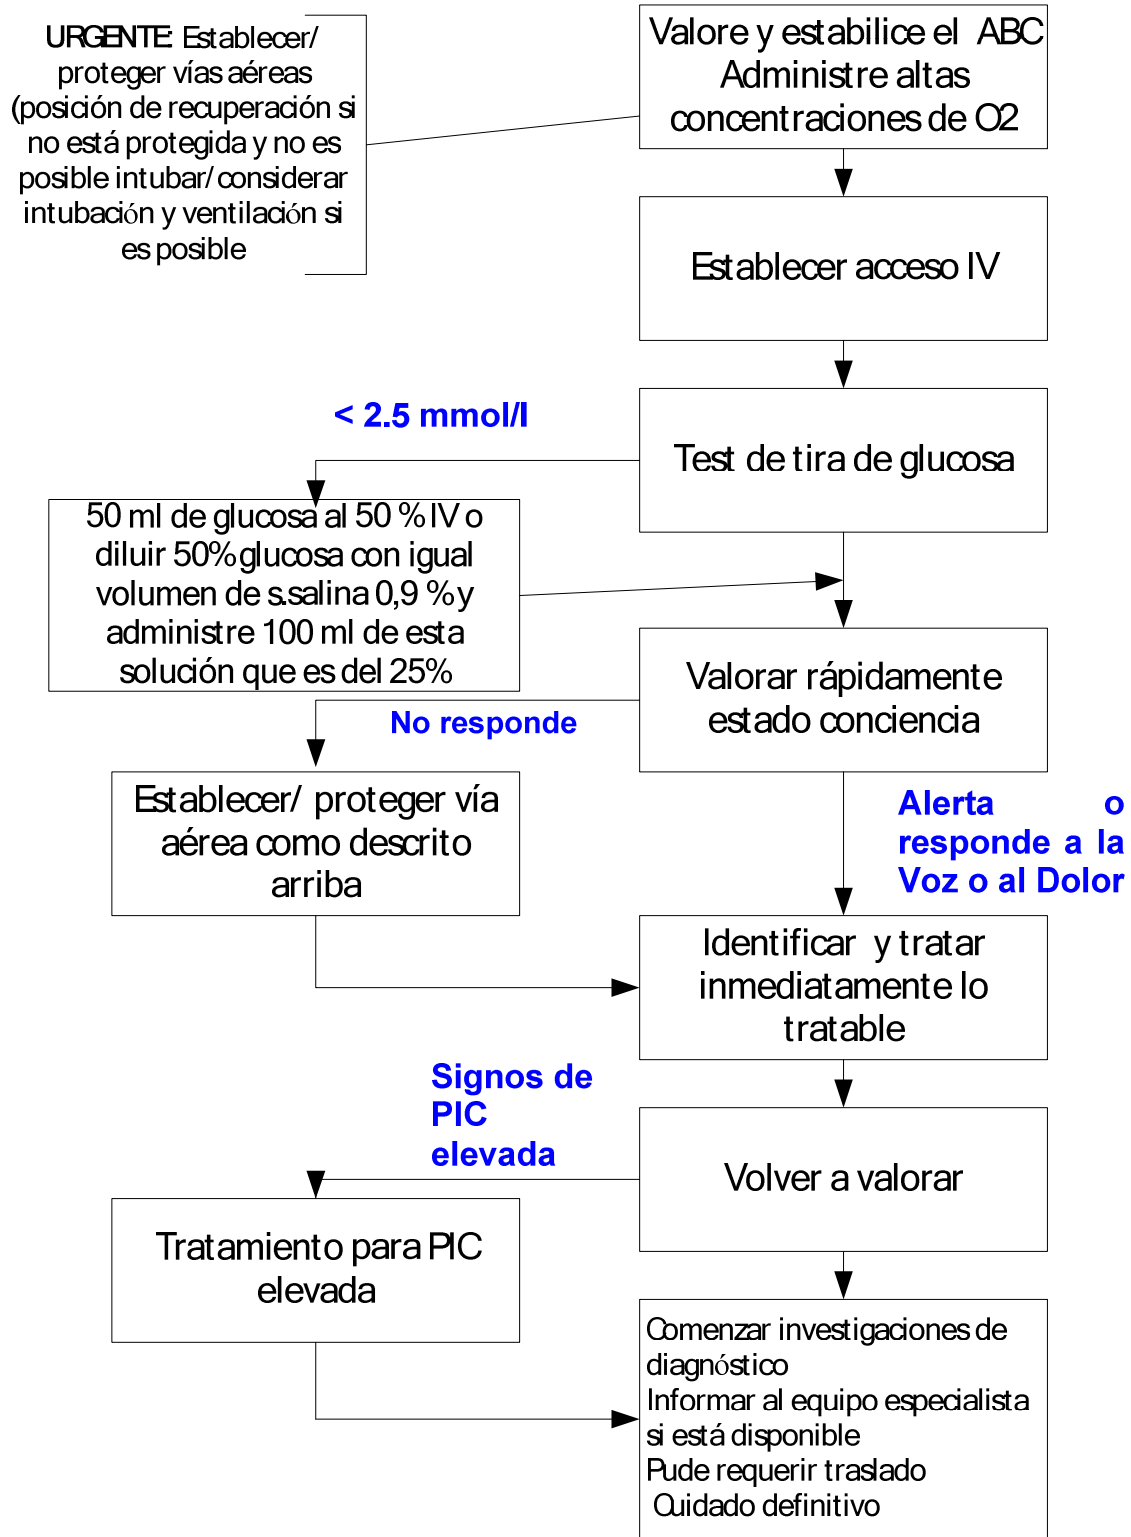 URGENTE: Establecer/
proteger vías aéreas
(posición de recuperación si
no está protegida y no es
posible intubar/ considerar
intubación y ventilación si
es posible
Valore y estabilice el ABC
Administre altas
concentraciones de O2
Establecer acceso IV
< 2.5 mmol/l
Test de tira de glucosa
50 ml de glucosa al 50 % IV o
diluir 50% glucosa con igual
volumen de s.salina 0,9 % y
administre 100 ml de esta
solución que es del 25%
Valorar rápidamente
estado conciencia
No responde
Establecer/ proteger vía
aérea como descrito
arriba
Alerta o
responde a la
Voz o al Dolor
Identificar y tratar
inmediatamente lo
tratable
Signos de
PIC
elevada
Volver a valorar
Tratamiento para PIC
elevada
Comenzar investigaciones de
diagnóstico
Informar al equipo especialista
si está disponible
Pude requerir traslado
Cuidado definitivo